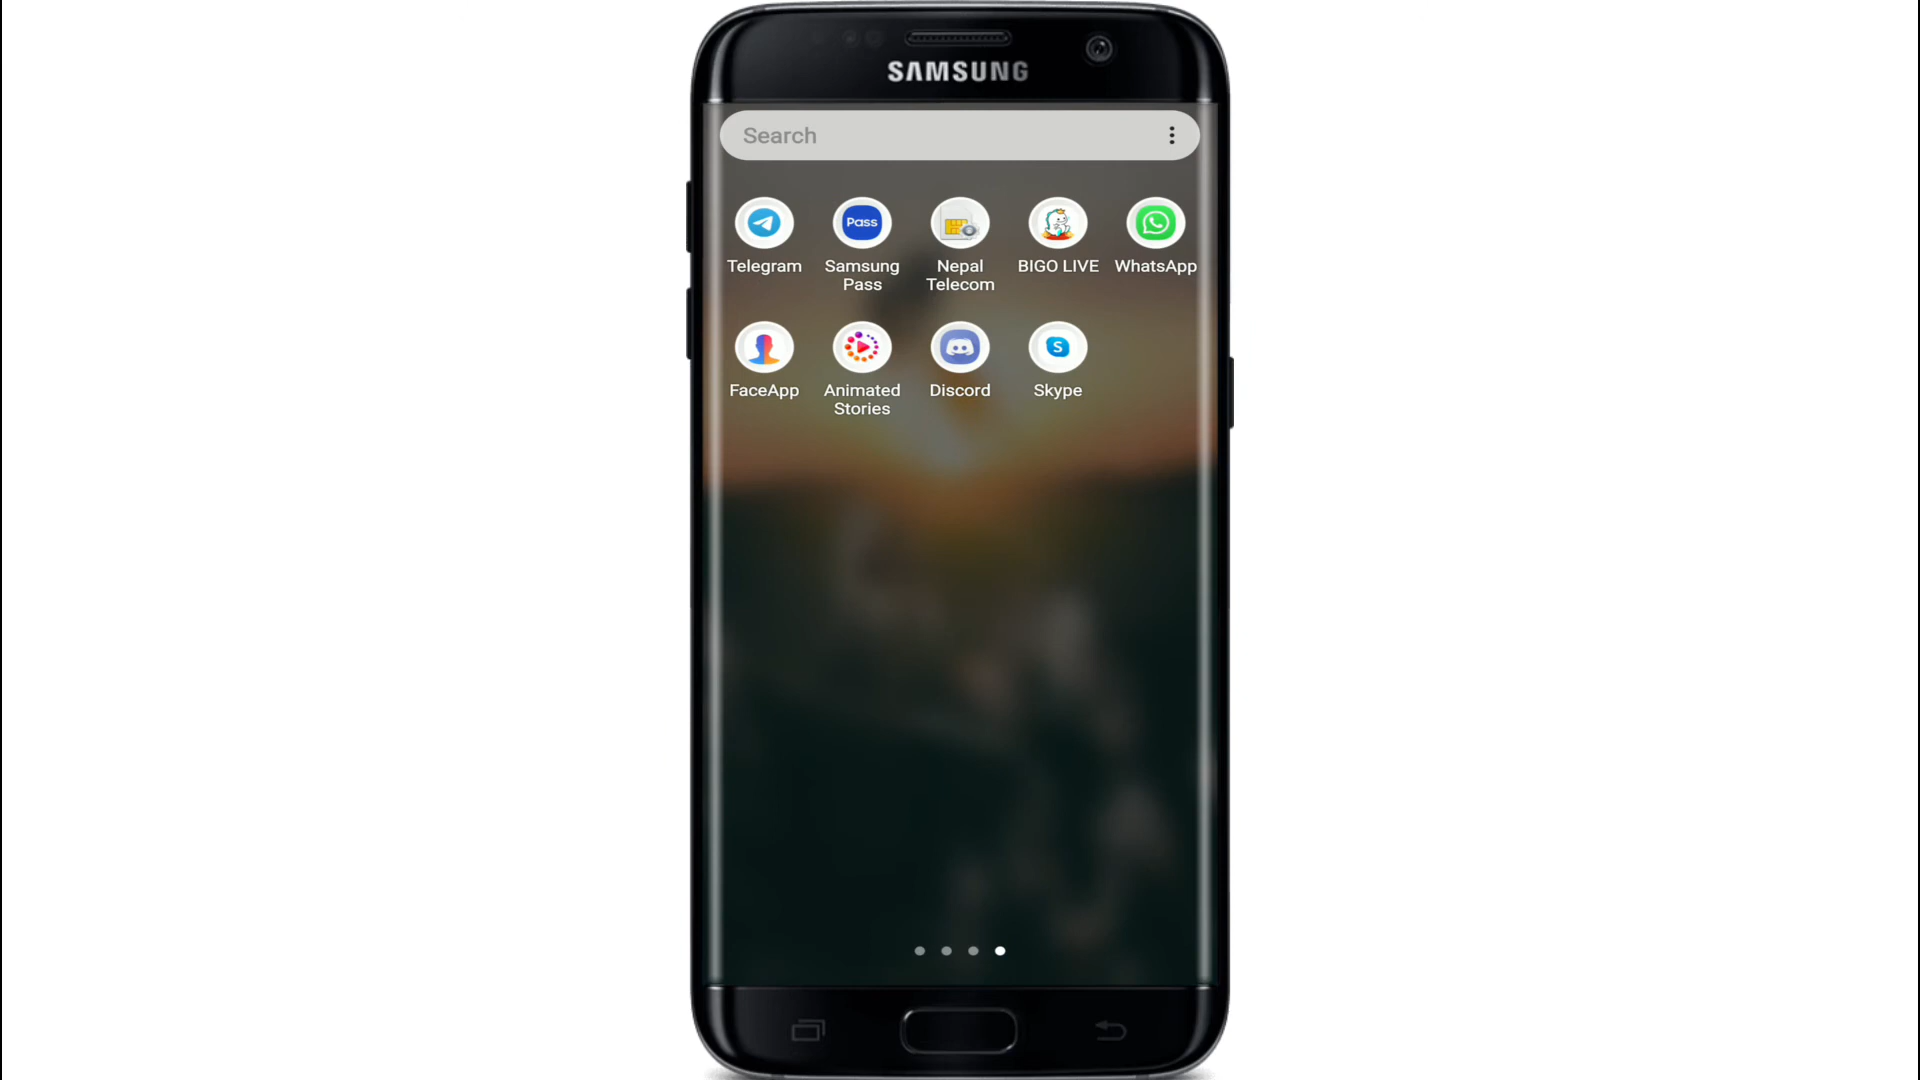 SAMSUNG
Search
Pass
Telegram
Samsung
Pass
Nepal
Telecom
BIGO LIVE
WhatsApp
S
FaceApp
Animated
Stories
Discord
Skype